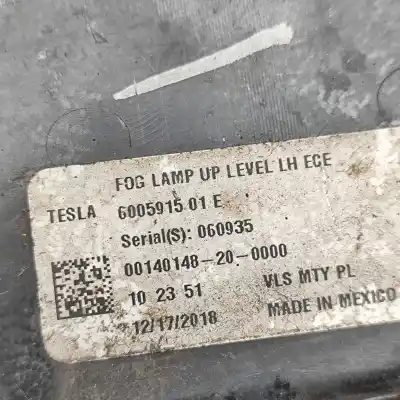 FOG LAMP UP LEVEL LH ECE
TESLA 6005915 01 E
Serial(S): 060935
00140148-20-0000
10 23 51 VLS MTY PL
12/17/2018 MADE IN MEXICO